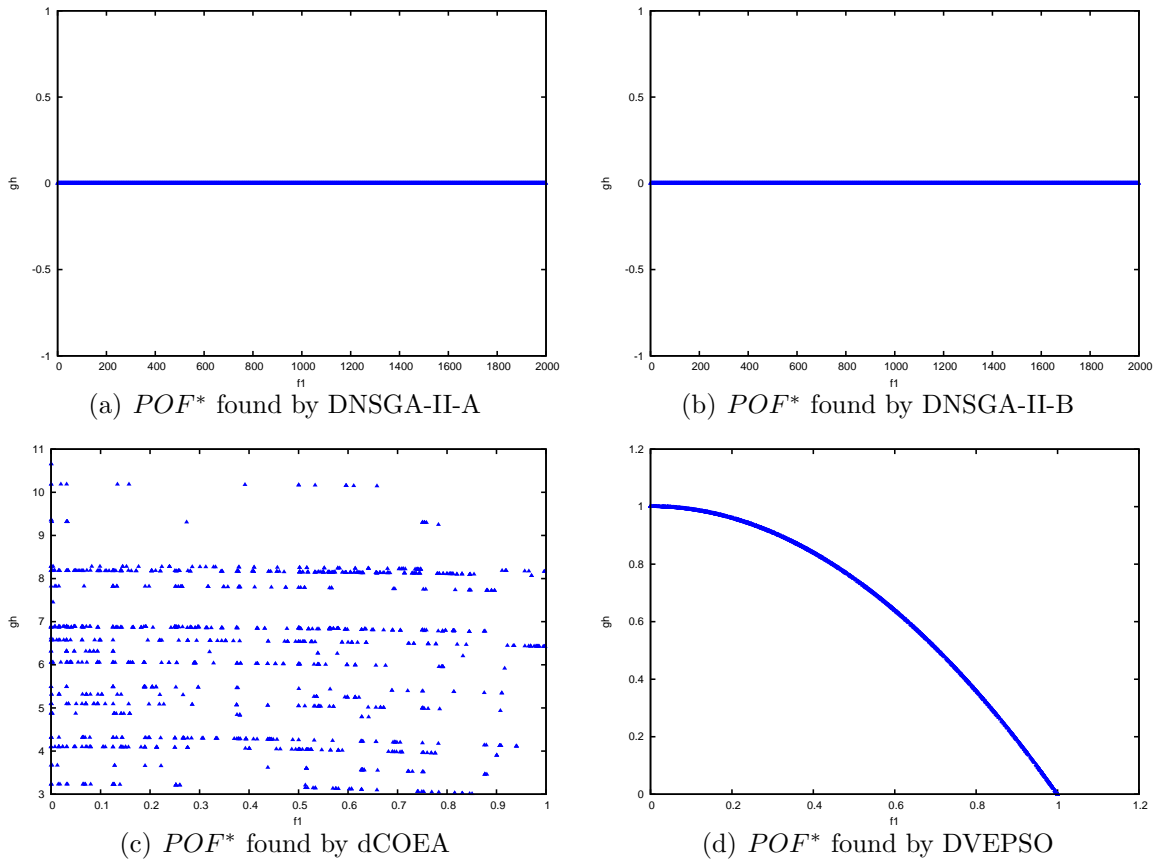 1
0.5
0
-0.5
-1
gh
0 200 400 600 800 1000 1200 1400 1600 1800 2000
f1
(a) POF* found by DNSGA-II-A
1
0.5
0
-0.5
-1
gh
0 200 400 600 800 1000 1200 1400 1600 1800 2000
f1
(b) POF* found by DNSGA-II-B
11
10
9
8
7
6
5
4
3
gh
0 0.1 0.2 0.3 0.4 0.5 0.6 0.7 0.8 0.9 1
f1
(c) POF* found by dCOEA
1.2
1
0.8
0.6
0.4
0.2
0
gh
0 0.2 0.4 0.6 0.8 1 1.2
f1
(d) POF* found by DVEPSO